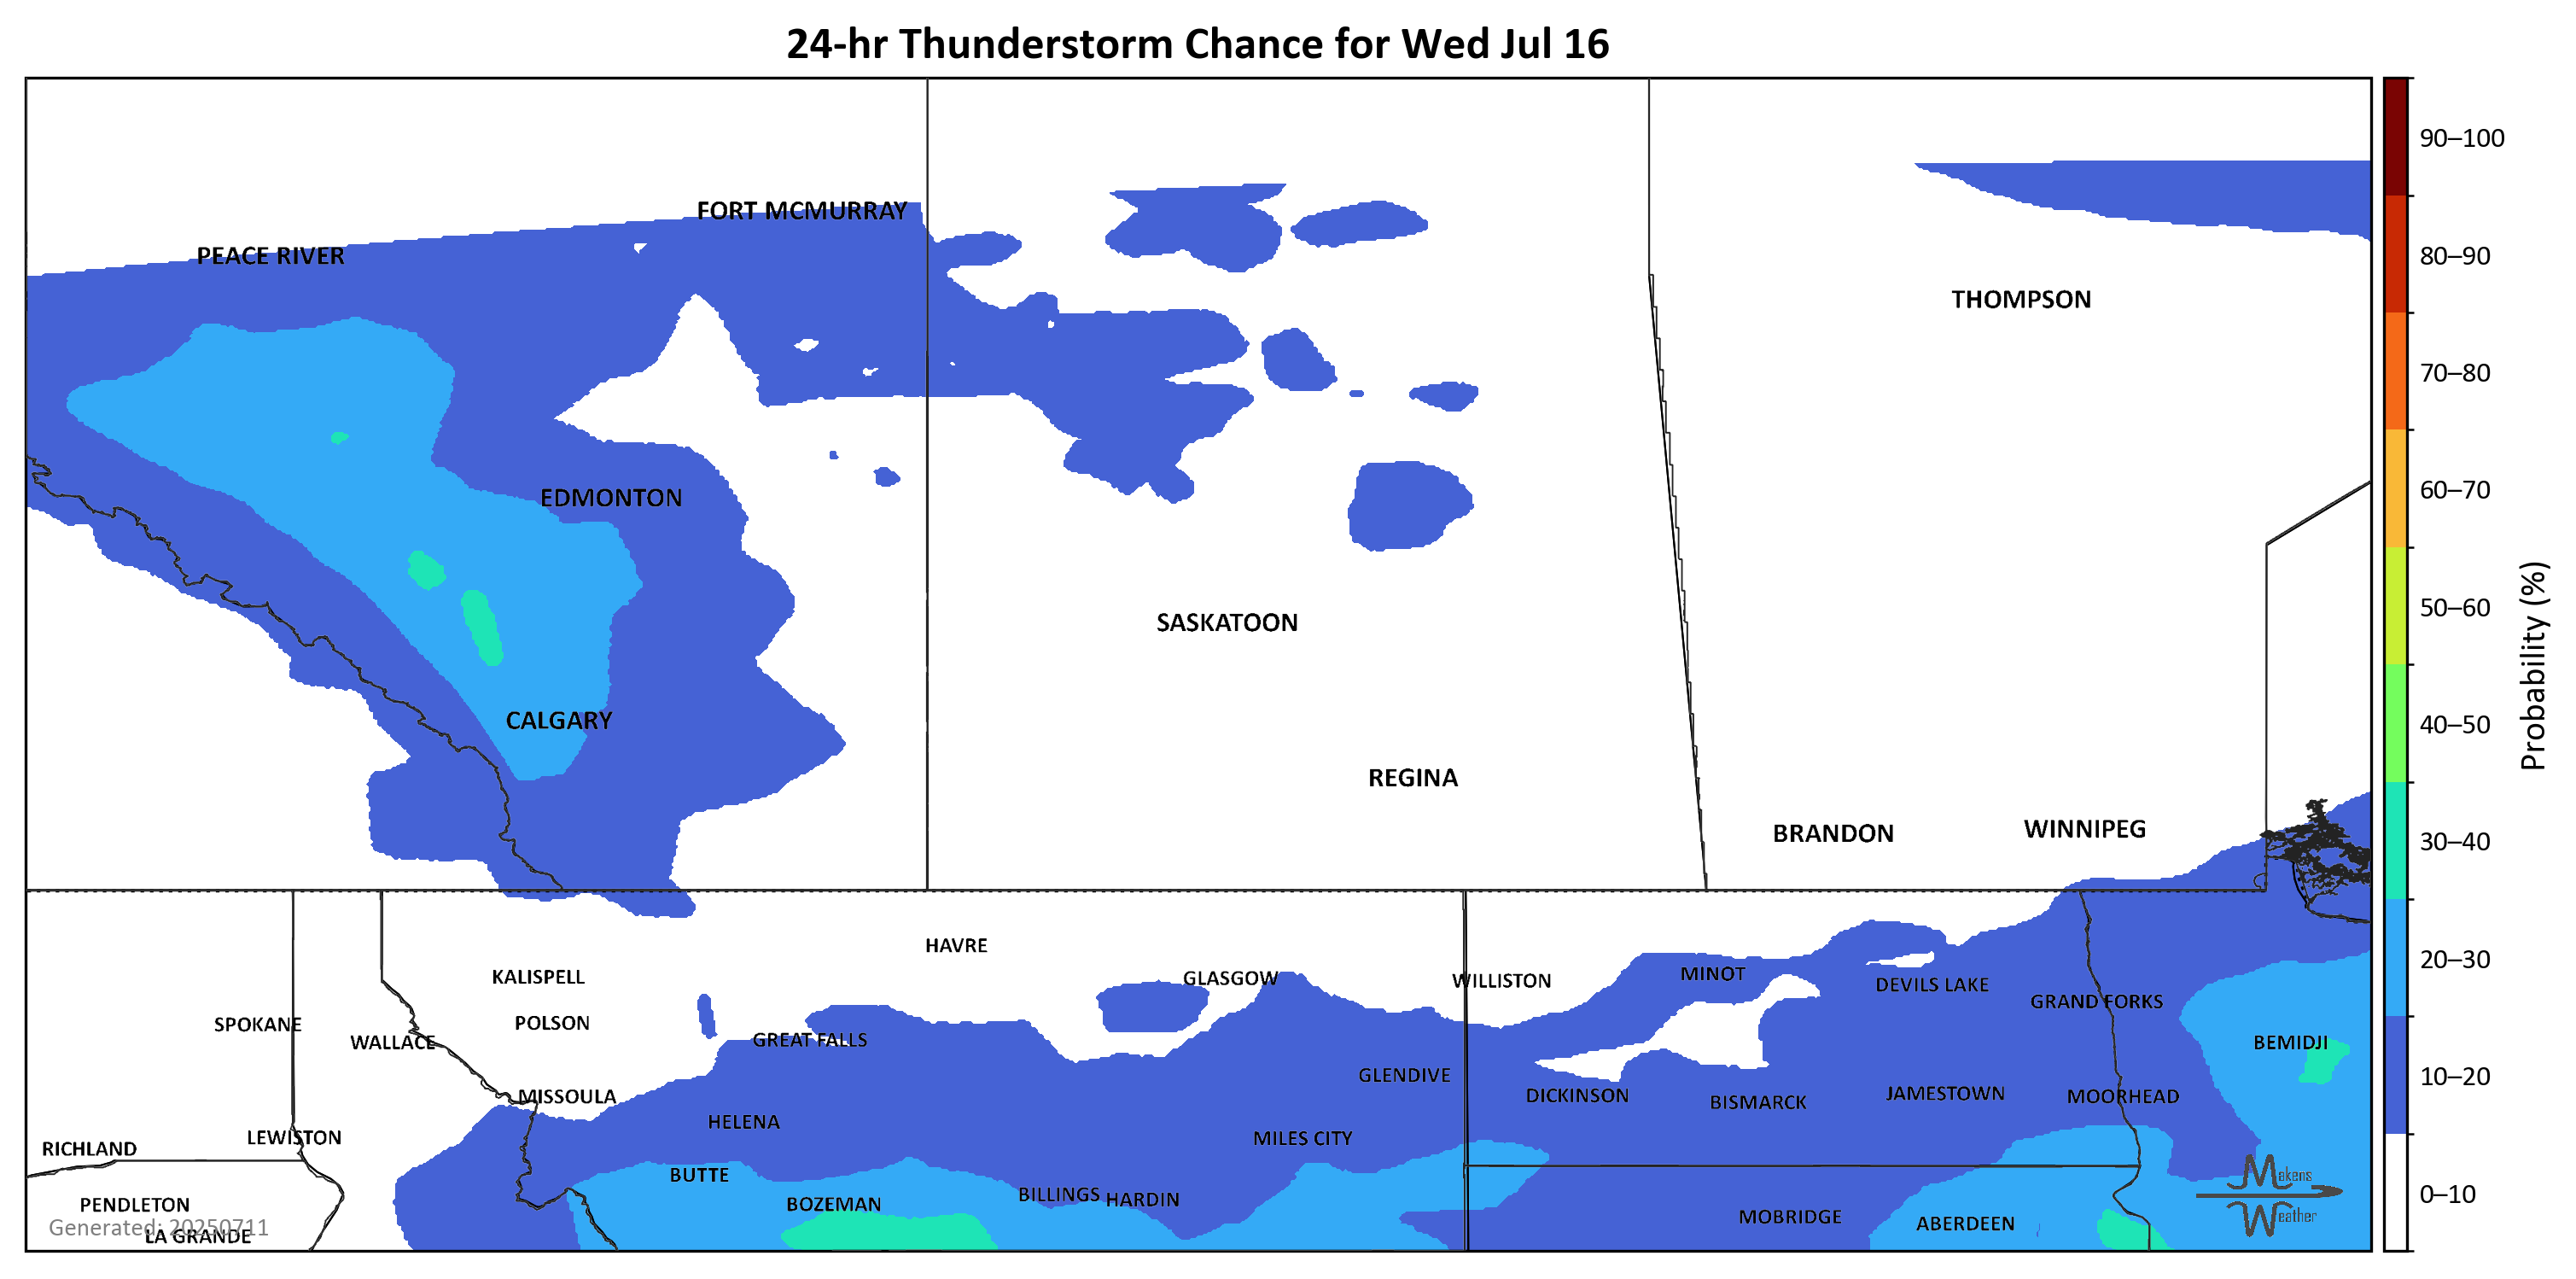 24-hr Thunderstorm Chance for Wed Jul 16
90–100
FORT MCMURRAY
PEACE RIVER
80–90
THOMPSON
70–80
60–70
EDMONTON
50–60
SASKATOON
Probability (%)
CALGARY
40–50
REGINA
BRANDON
WINNIPEG
30–40
HAVRE
20–30
KALISPELL
GLASGOW
WILLISTON
MINOT
DEVILS LAKE
GRAND FORKS
SPOKANE
POLSON
WALLACE
GREAT FALLS
BEMIDJI
GLENDIVE
10–20
MISSOULA
DICKINSON
BISMARCK
JAMESTOWN
MOORHEAD
HELENA
LEWISTON
MILES CITY
RICHLAND
BUTTE
Makens
Weather
0–10
PENDLETON
BOZEMAN
BILLINGS
HARDIN
MOBRIDGE
ABERDEEN
Generated: 20250711
LA GRANDE